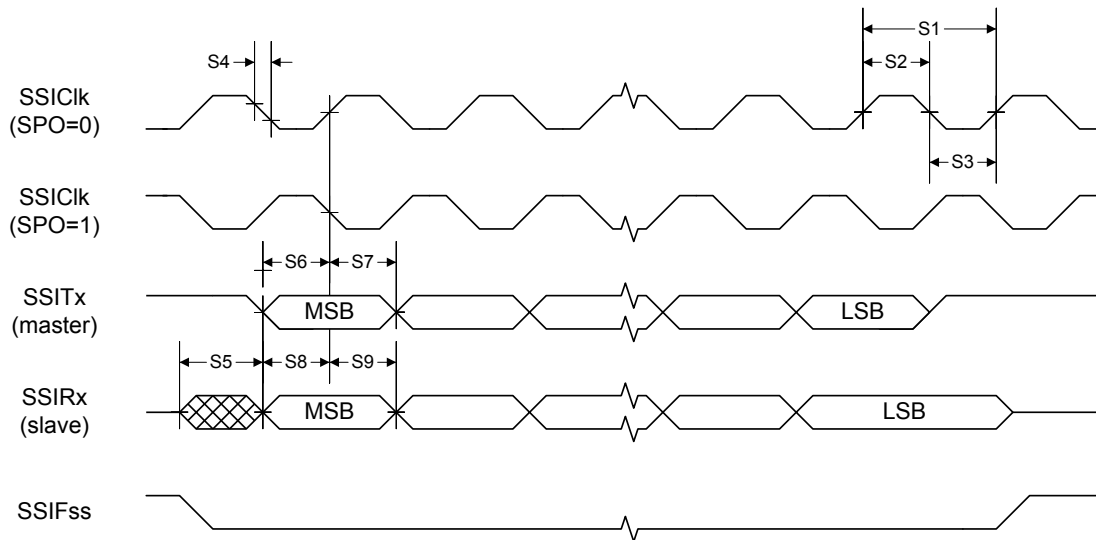 S1
S4
S2
SSIClk
(SPO=0)
S3
SSIClk
(SPO=1)
S6 S7
SSITx
(master)
MSB LSB
S5 S8 S9
SSIRx
(slave)
MSB LSB
SSIFss